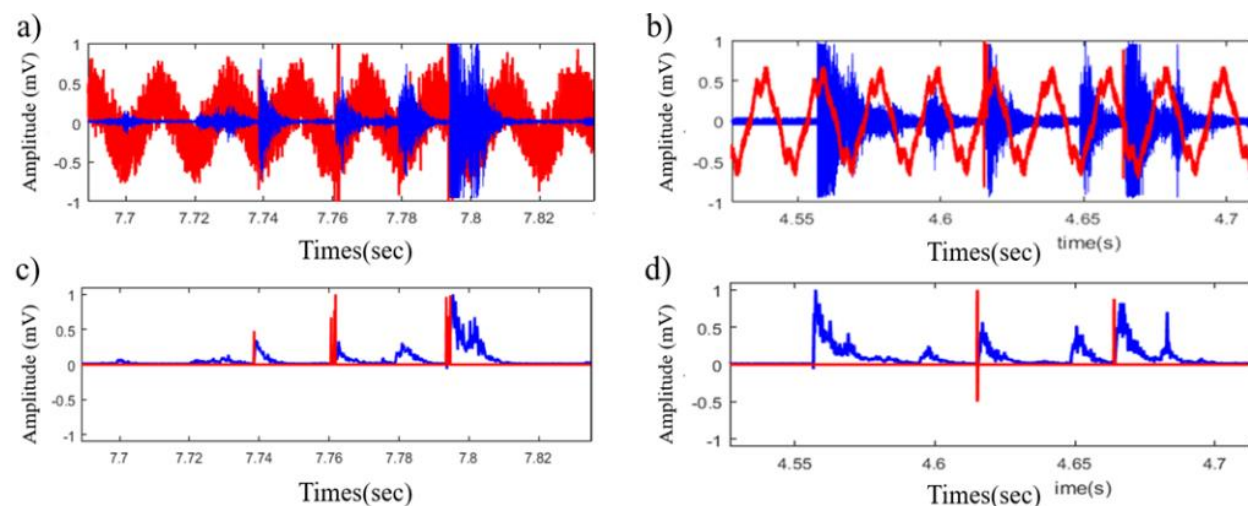 a)
b)
Amplitude (mV)
1
0.5
0
-0.5
-1
7.7 7.72 7.74 7.76 7.78 7.8 7.82
Times(sec)
Amplitude (mV)
1
0.5
0
-0.5
-1
4.55 4.6 4.65 4.7
Times(sec) time(s)
c)
d)
Amplitude (mV)
1
0.5
0
-0.5
-1
7.7 7.72 7.74 7.76 7.78 7.8 7.82
Times(sec)
Amplitude (mV)
1
0.5
0
-0.5
-1
4.55 4.6 4.65 4.7
Times(sec) ime(s)